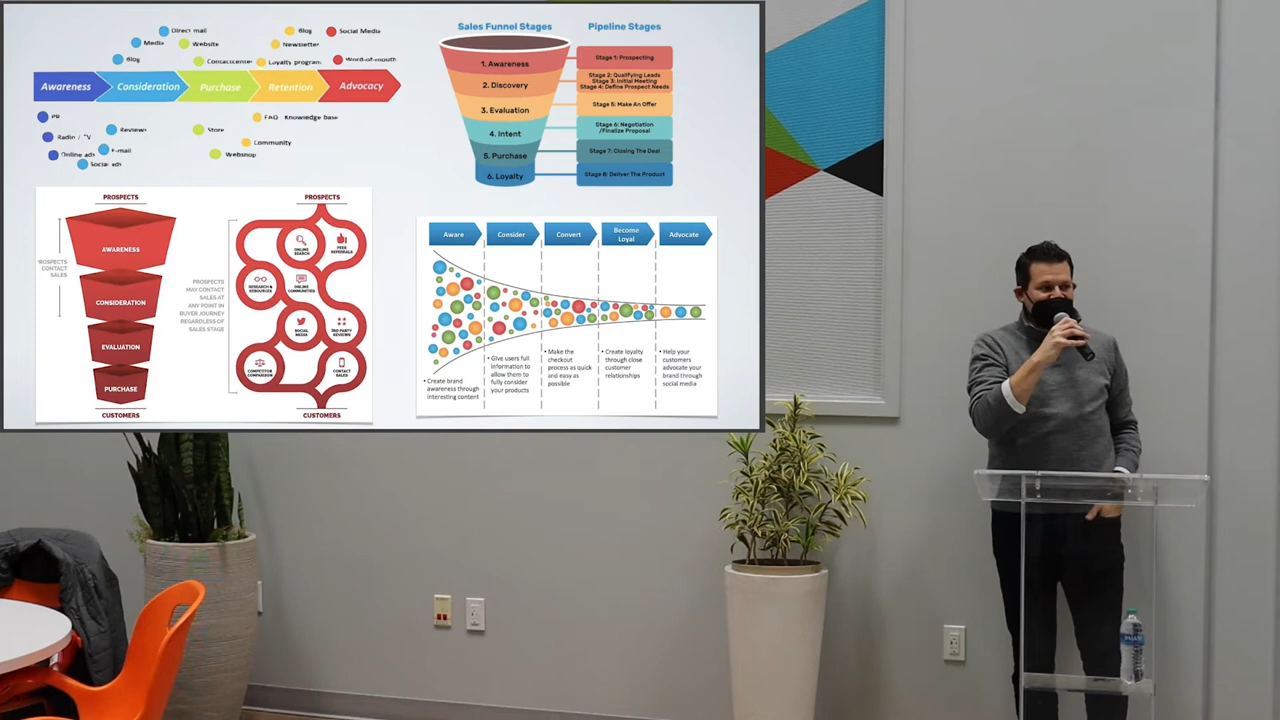 Direct mail
Media
Website
Blog
Contactcenter
Blog
Newsletter
Loyalty program
Social Media
Word-of-mouth
Awareness
Consideration
Purchase
Retention
Advocacy
PR
Radio / TV
Online ads
Reviews
E-mail
Social ads
Store
Webshop
FAQ
Knowledge base
Community
Sales Funnel Stages
Pipeline Stages
1. Awareness
2. Discovery
3. Evaluation
4. Intent
5. Purchase
6. Loyalty
Stage 1: Prospecting
Stage 2: Qualifying Leads
Stage 3: Initial Meeting
Stage 4: Define Prospect Needs
Stage 5: Make An Offer
Stage 6: Negotiation
/Finalize Proposal
Stage 7: Closing The Deal
Stage 8: Deliver The Product
PROSPECTS
AWARENESS
CONSIDERATION
EVALUATION
PURCHASE
CUSTOMERS
PROSPECTS
CONTACT
SALES
PROSPECTS
MAY CONTACT
SALES AT
ANY POINT IN
BUYER JOURNEY
REGARDLESS OF
SALES STAGE
PROSPECTS
ONLINE
SEARCH
PEER
REFERRALS
RESEARCH &
RESOURCES
ONLINE
COMMUNITIES
SOCIAL
MEDIA
3RD PARTY
REVIEWS
COMPETITOR
COMPARISON
CONTACT
SALES
CUSTOMERS
Aware
Consider
Convert
Become
Loyal
Advocate
• Create brand
awareness through
interesting content
• Give users full
information to
allow them to
fully consider
your products
• Make the
checkout
process as quick
and easy as
possible
• Create loyalty
through close
customer
relationships
• Help your
customers
advocate your
brand through
social media